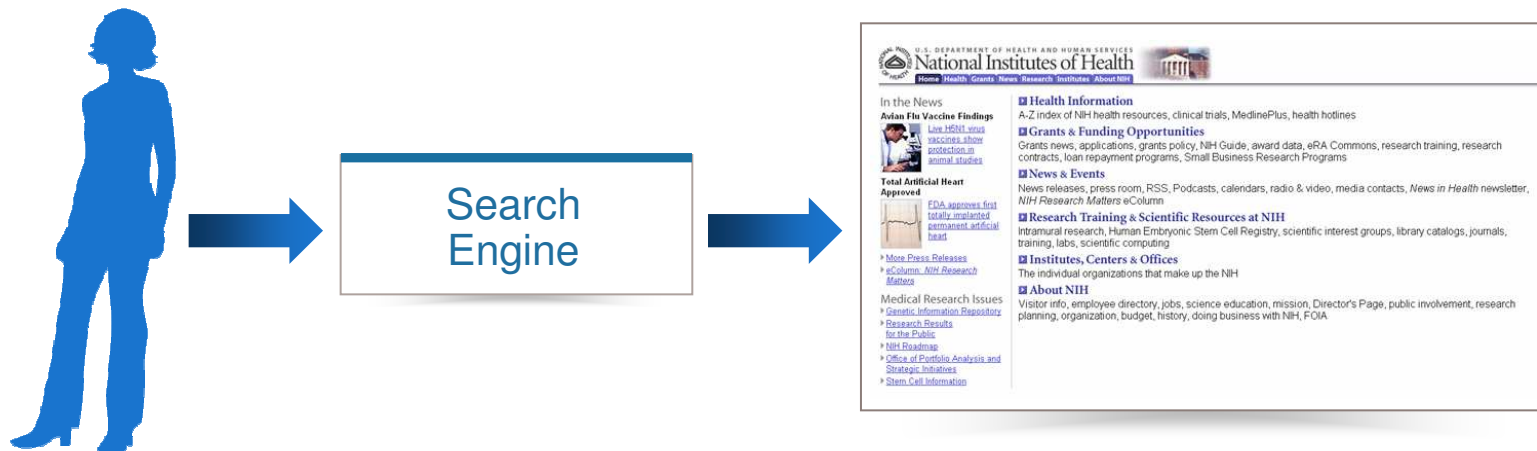 Search
Engine
U.S. DEPARTMENT OF HEALTH AND HUMAN SERVICES
National Institutes of Health
Home Health Grants News Research Institutes About NIH
In the News
Avian Flu Vaccine Findings
Live H5N1 virus
vaccines show
protection in
animal studies
Total Artificial Heart
Approved
FDA approves first
totally implanted
permanent artificial
heart
More Press Releases
eColumn: NIH Research
Matters
Medical Research Issues
Genetic Information Repository
Research Results
for the Public
NIH Roadmap
Office of Portfolio Analysis and
Strategic Initiatives
Stem Cell Information
Health Information
A-Z index of NIH health resources, clinical trials, MedlinePlus, health hotlines
Grants & Funding Opportunities
Grants news, applications, grants policy, NIH Guide, award data, eRA Commons, research training, research
contracts, loan repayment programs, Small Business Research Programs
News & Events
News releases, press room, RSS, Podcasts, calendars, radio & video, media contacts, News in Health newsletter,
NIH Research Matters eColumn
Research Training & Scientific Resources at NIH
Intramural research, Human Embryonic Stem Cell Registry, scientific interest groups, library catalogs, journals,
training, labs, scientific computing
Institutes, Centers & Offices
The individual organizations that make up the NIH
About NIH
Visitor info, employee directory, jobs, science education, mission, Director's Page, public involvement, research
planning, organization, budget, history, doing business with NIH, FOIA